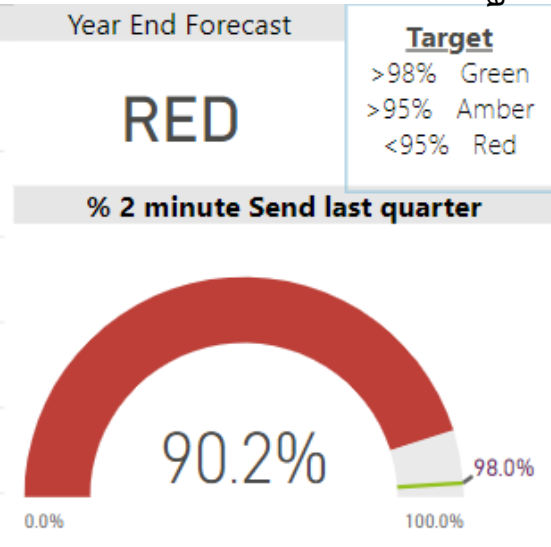 Year End Forecast
RED
Target
>98% Green
>95% Amber
<95% Red
% 2 minute Send last quarter
90.2%
98.0%
0.0%
100.0%